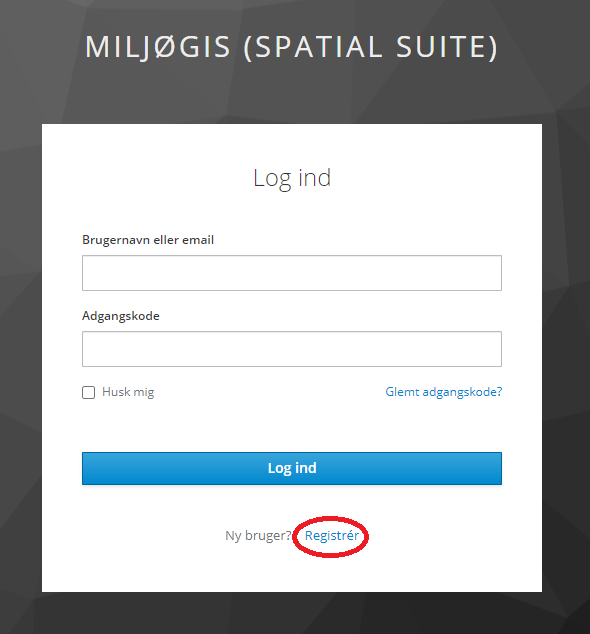 MILJØGIS (SPATIAL SUITE)
Log ind
Brugernavn eller email
Adgangskode
Husk mig Glemt adgangskode?
Log ind
Ny bruger? Registrér